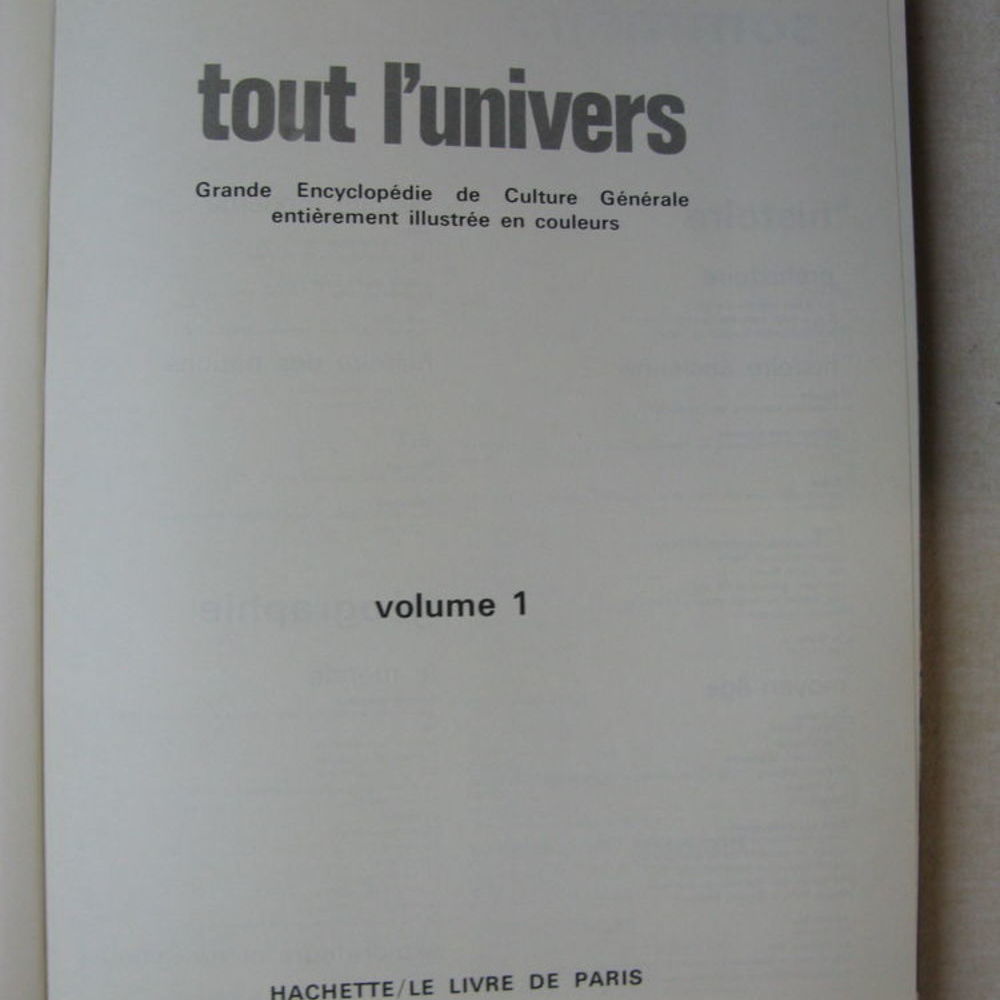 tout l'univers
Grande Encyclopédie de Culture Générale
entièrement illustrée en couleurs
volume 1
HACHETTE/LE LIVRE DE PARIS